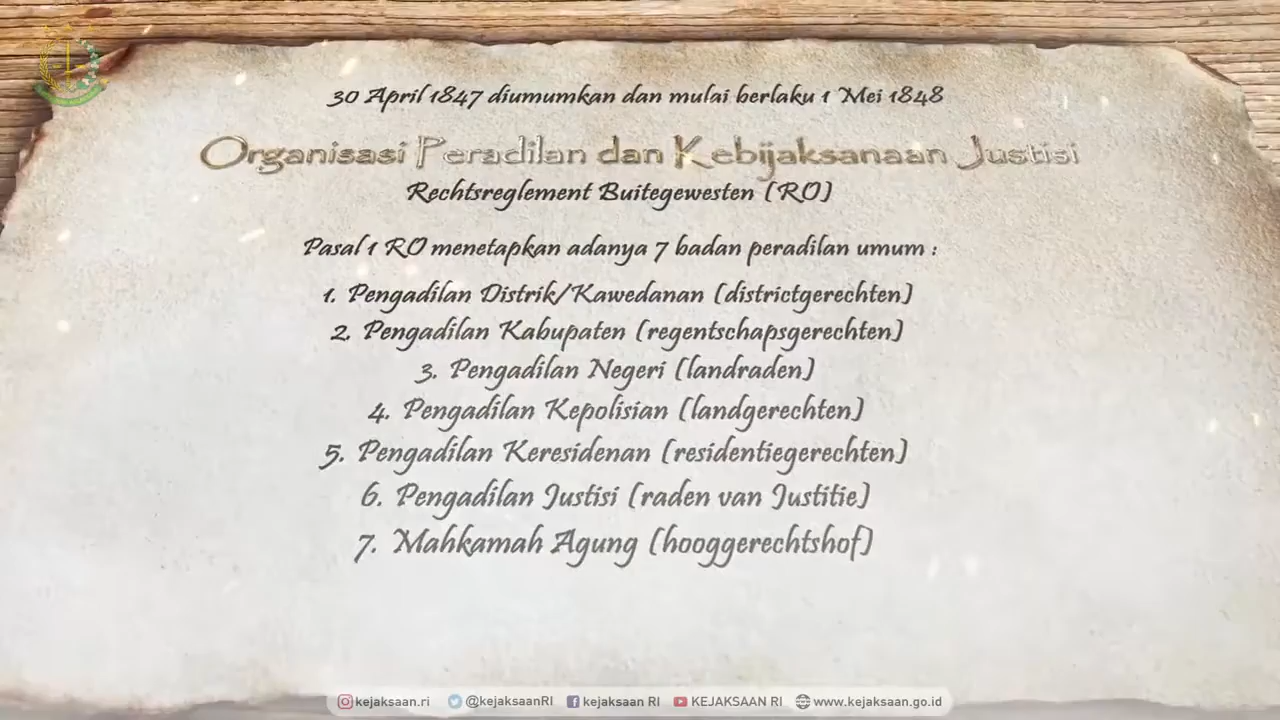 30 April 1847 diumumkan dan mulai berlaku 1 Mei 1848
Organisasi Peradilan dan Kebijaksanaan Justisi
Rechtsreglement Buitegewesten (RO)
Pasal 1 RO menetapkan adanya 7 badan peradilan umum :
1. Pengadilan Distrik/Kawedanan (districtgerechten)
2. Pengadilan Kabupaten (regentschapsgerechten)
3. Pengadilan Negeri (landraden)
4. Pengadilan Kepolisian (landgerechten)
5. Pengadilan Keresidenan (residentiegerechten)
6. Pengadilan Justisi (raden van Justitie)
7. Mahkamah Agung (hooggerechtshof)
kejaksaan.ri @kejaksaanRI kejaksaan RI KEJAKSAAN RI www.kejaksaan.go.id